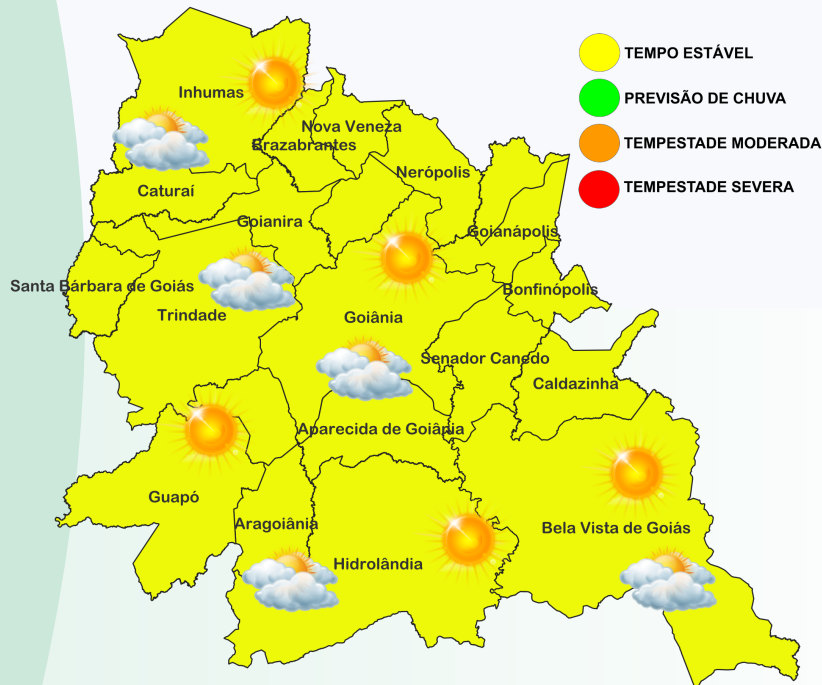 TEMPO ESTÁVEL
PREVISÃO DE CHUVA
TEMPESTADE MODERADA
TEMPESTADE SEVERA
Inhumas
Nova Veneza
Brazabrantes
Nerópolis
Caturaí
Goianira
Goianápolis
Santa Bárbara de Goiás
Bonfinópolis
Trindade
Goiânia
Senador Canedo
Caldazinha
Aparecida de Goiânia
Guapó
Aragoiânia
Bela Vista de Goiás
Hidrolândia